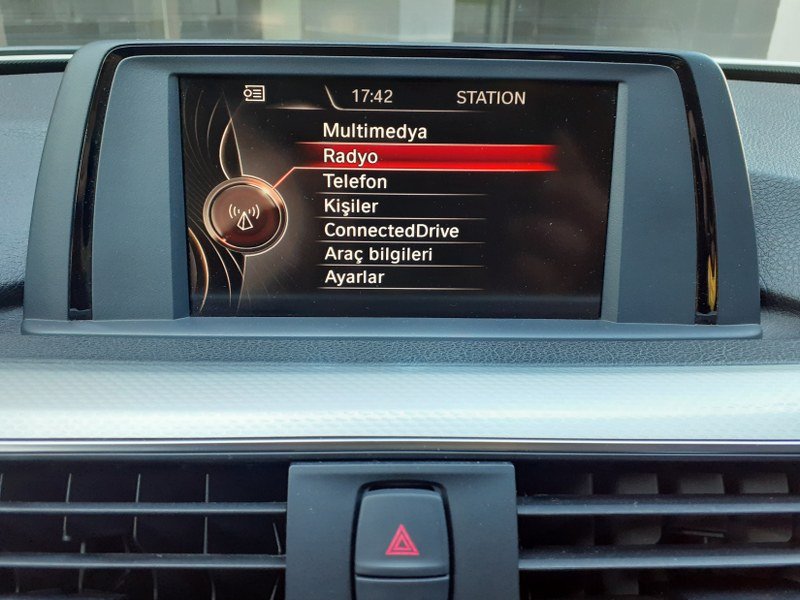 17:42 STATION
Multimedya
Radyo
Telefon
Kişiler
ConnectedDrive
Araç bilgileri
Ayarlar